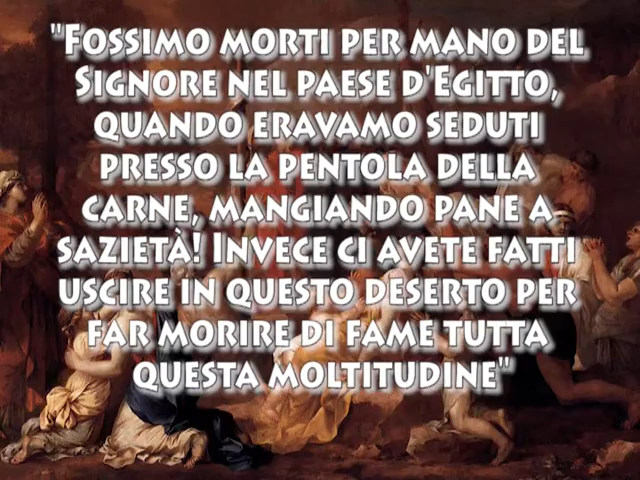 "Fossimo morti per mano del
Signore nel paese d'Egitto,
quando eravamo seduti
presso la pentola della
carne, mangiando pane a
sazietà! Invece ci avete fatti
uscire in questo deserto per
far morire di fame tutta
questa moltitudine"